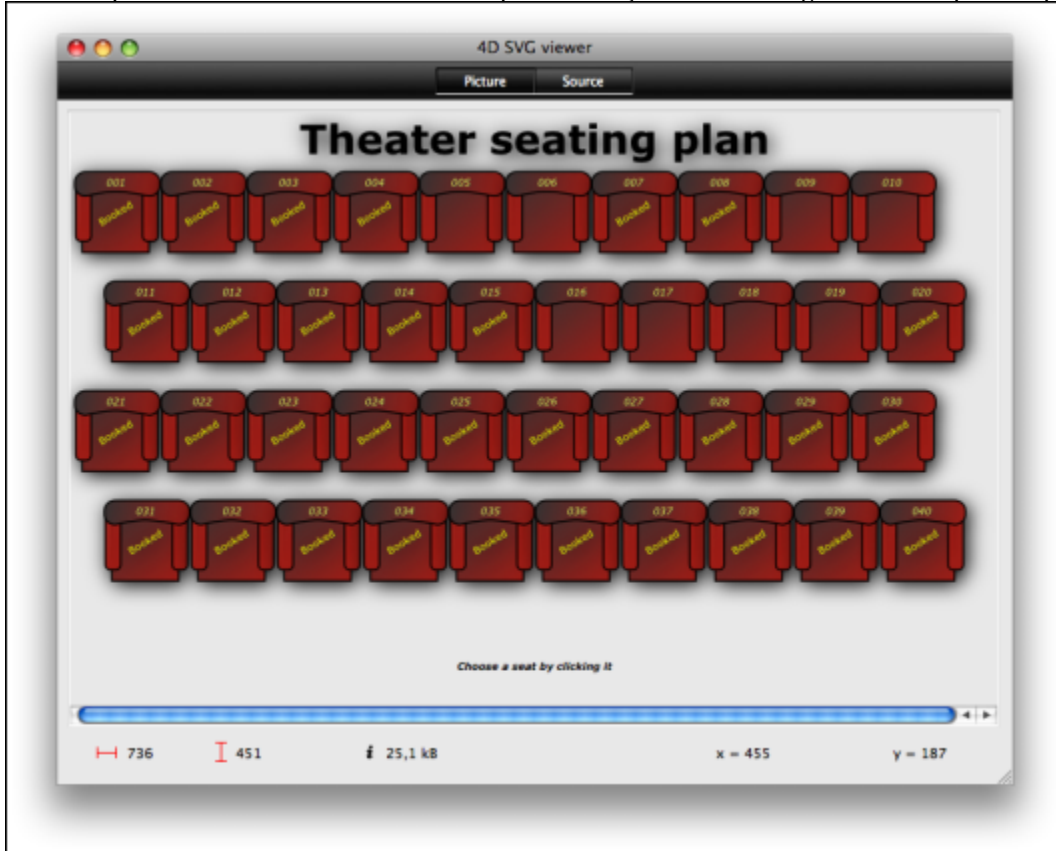 4D SVG viewer
Picture Source
Theater seating plan
001 002 003 004 005 006 007 008 009 010
Booked Booked Booked Booked Booked Booked
011 012 013 014 015 016 017 018 019 020
Booked Booked Booked Booked Booked Booked
021 022 023 024 025 026 027 028 029 030
Booked Booked Booked Booked Booked Booked Booked Booked Booked Booked
031 032 033 034 035 036 037 038 039 040
Booked Booked Booked Booked Booked Booked Booked Booked Booked Booked
Choose a seat by clicking it
736 451 i 25,1 kB x = 455 y = 187